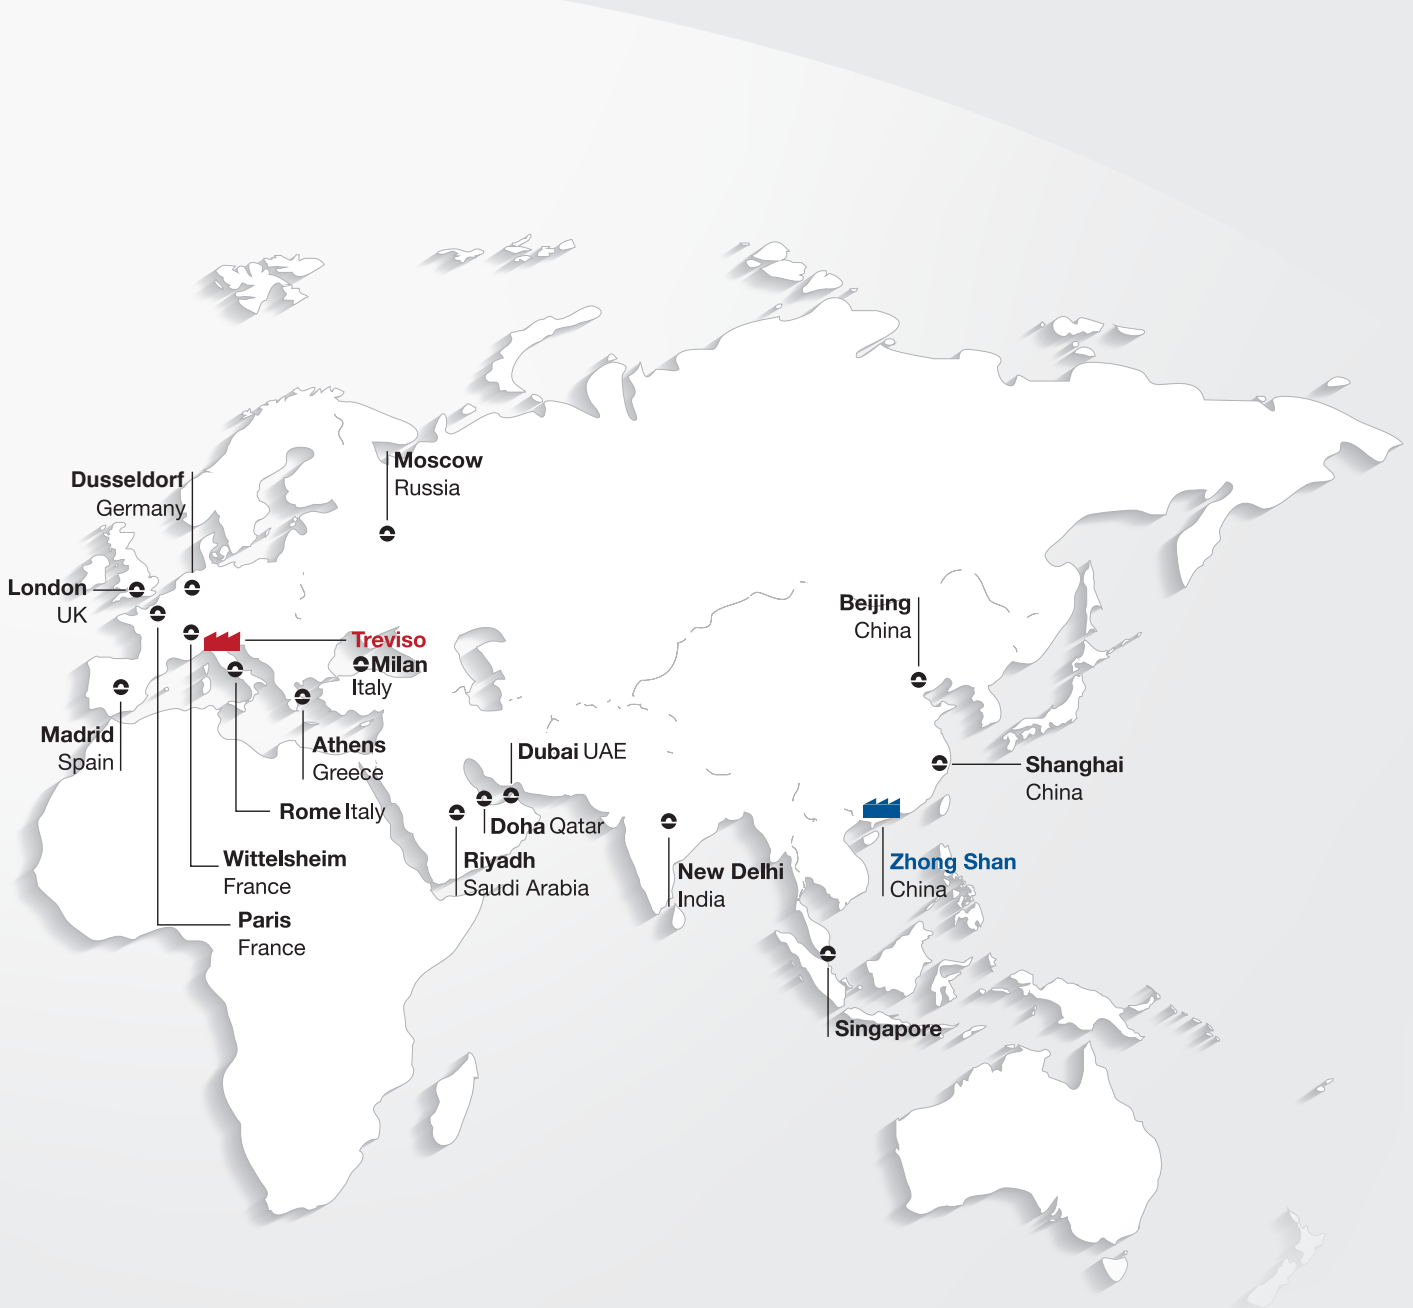 Moscow
Russia
Dusseldorf
Germany
London
UK
Beijing
China
Treviso
Milan
Italy
Madrid
Spain
Athens
Greece
Dubai UAE
Shanghai
China
Rome Italy
Doha Qatar
Wittelsheim
France
Riyadh
Saudi Arabia
New Delhi
India
Zhong Shan
China
Paris
France
Singapore